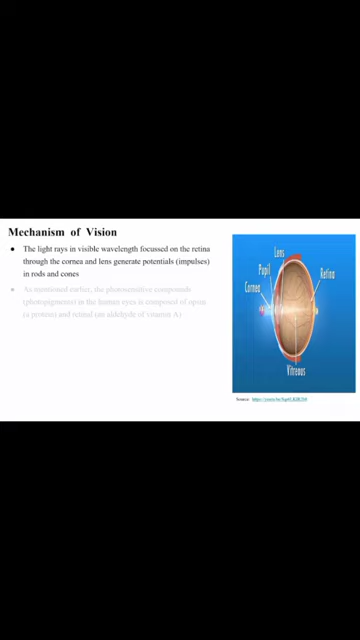 Mechanism of Vision
● The light rays in visible wavelength focussed on the retina
through the cornea and lens generate potentials (impulses)
in rods and cones
● As mentioned earlier, the photosensitive compounds
(photopigments) in the human eyes is composed of opsin
(a protein) and retinal (an aldehyde of vitamin A)
Lens
Pupil
Cornea
Retina
Vitreous
Source: